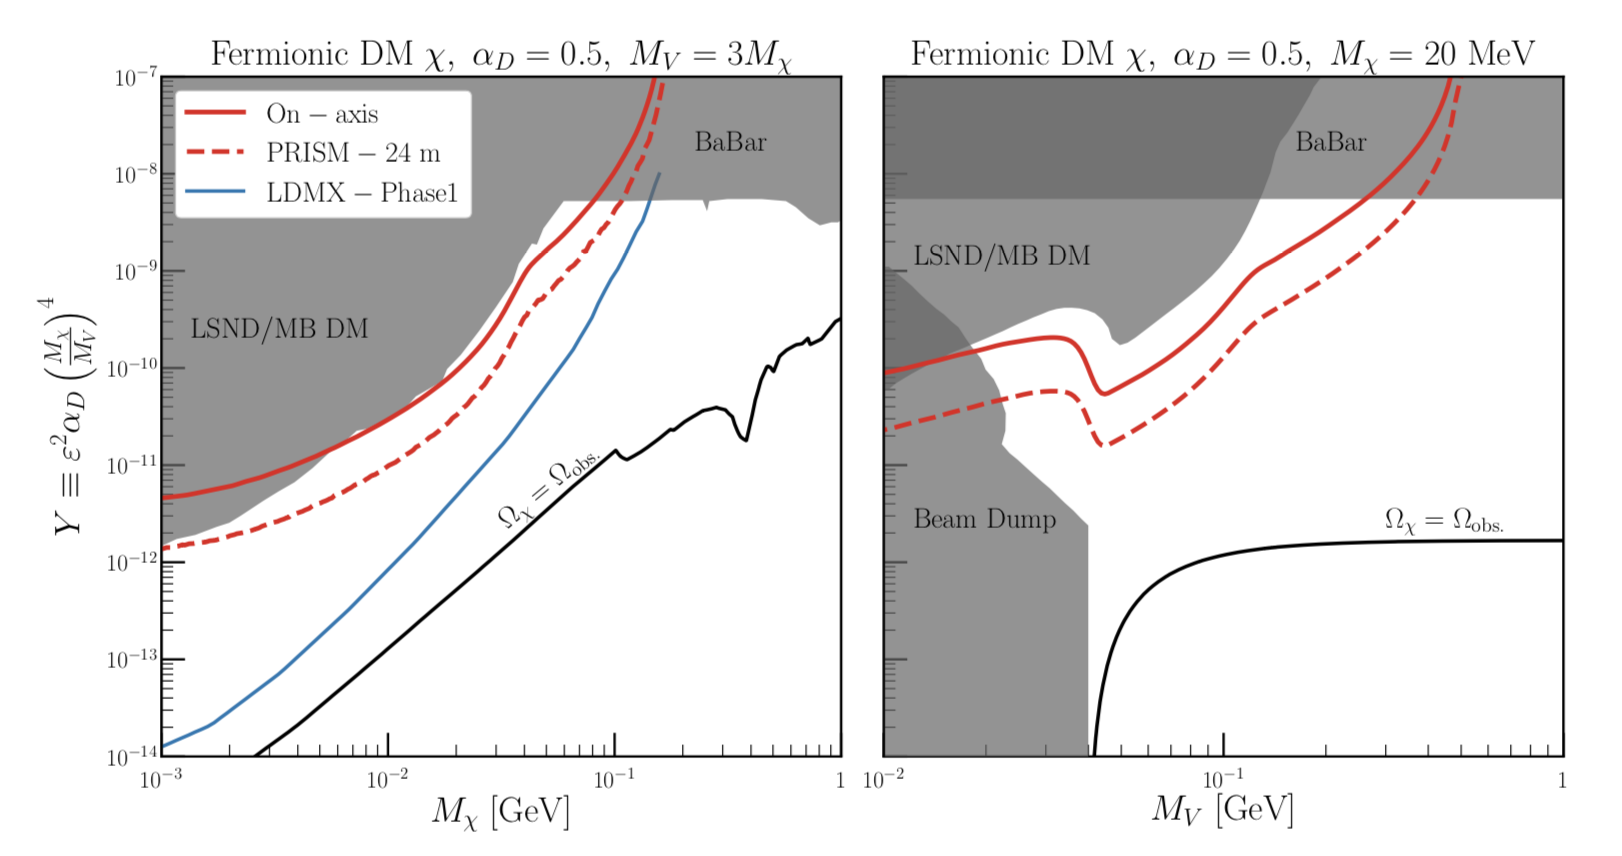 Fermionic DM χ, α_D = 0.5, M_V = 3M_χ
10^−7
10^−8
10^−9
10^−10
10^−11
10^−12
10^−13
10^−14
Y ≡ ε²α_D (M_χ/M_V)^4
On − axis
PRISM − 24 m
LDMX − Phase1
BaBar
LSND/MB DM
Ω_χ = Ω_obs.
10^−3
10^−2
10^−1
1
M_χ [GeV]
Fermionic DM χ, α_D = 0.5, M_χ = 20 MeV
BaBar
LSND/MB DM
Beam Dump
Ω_χ = Ω_obs.
10^−2
10^−1
1
M_V [GeV]